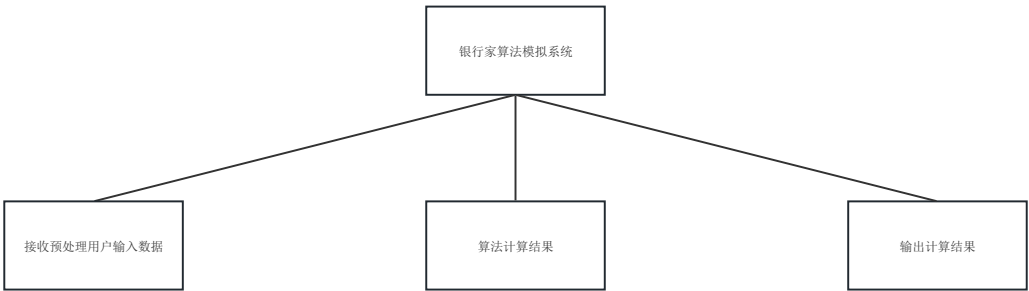 银行家算法模拟系统
接收预处理用户输入数据
算法计算结果
输出计算结果